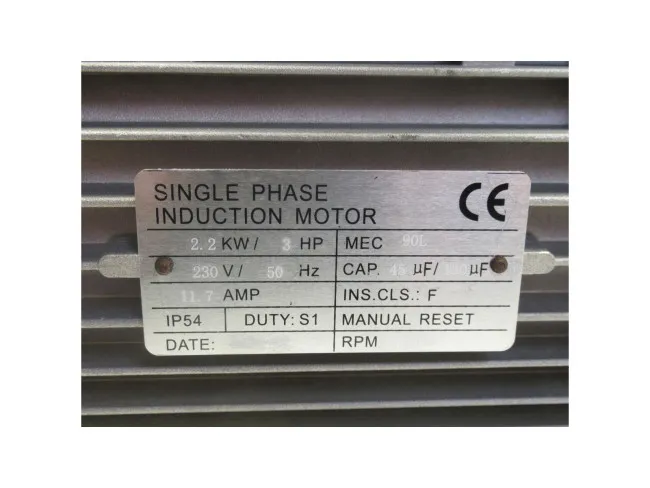 SINGLE PHASE
INDUCTION MOTOR
CE
2.2 KW / 3 HP MEC 90L
230 V / 50 Hz CAP. 45 µF/ µF
11.7 AMP INS.CLS.: F
IP54 DUTY: S1 MANUAL RESET
DATE: RPM